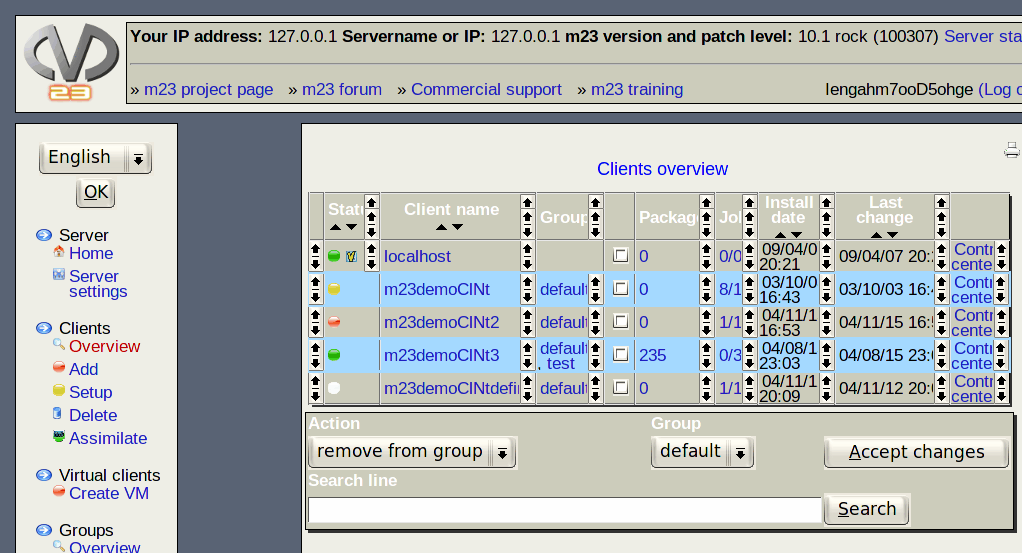 Your IP address: 127.0.0.1 Servername or IP: 127.0.0.1 m23 version and patch level: 10.1 rock (100307) Server sta
» m23 project page » m23 forum » Commercial support » m23 training Iengahm7ooD5ohge (Log o
23
English
OK
Server
Home
Server
settings
Clients
Overview
Add
Setup
Delete
Assimilate
Virtual clients
Create VM
Groups
Overview
Clients overview
Statu Client name Group Packag Jol Install date Last change
localhost 0 0/0 09/04/0 20:21 09/04/07 20: Contr cente
m23demoClNt default 0 8/1 03/10/0 16:43 03/10/03 16:4 Contr cente
m23demoClNt2 default 0 1/1 04/11/1 16:53 04/11/15 16:5 Contr cente
m23demoClNt3 default , test 235 0/3 04/08/1 23:03 04/08/15 23:0 Contr cente
m23demoClNtdefin default 0 1/1 04/11/1 20:09 04/11/12 20:0 Contr cente
Action Group
remove from group default Accept changes
Search line
Search